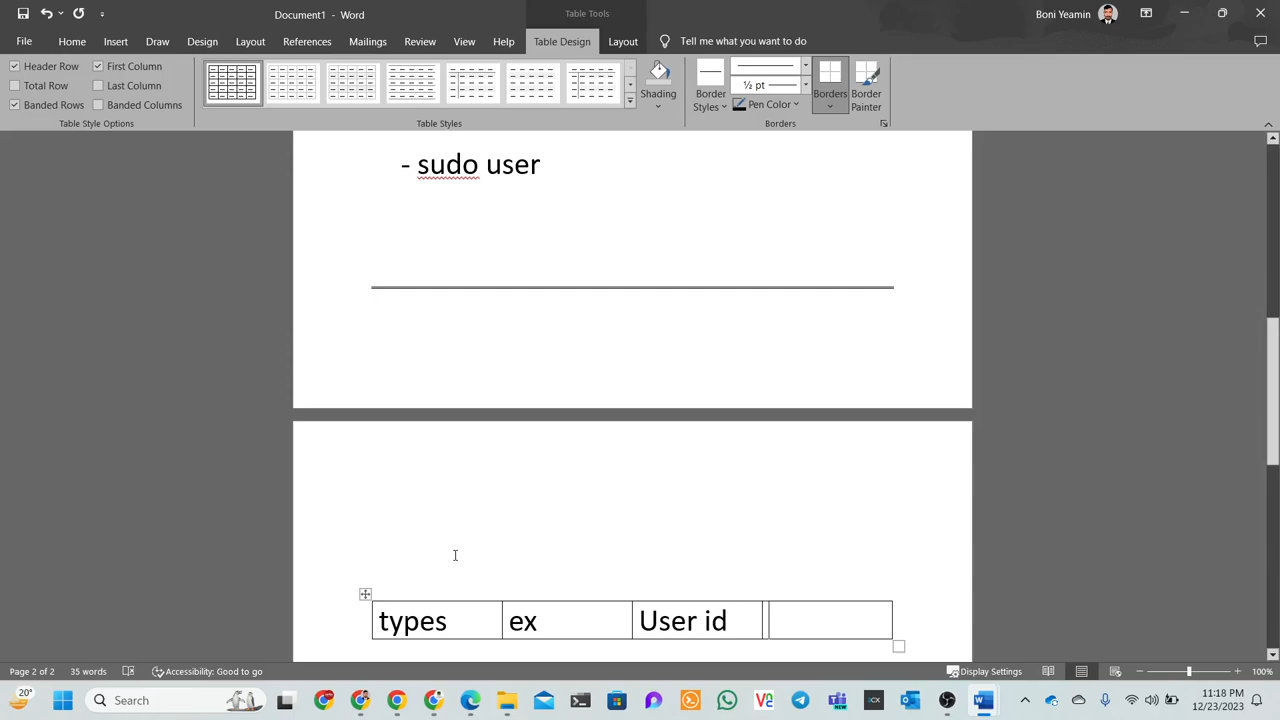 Document1 - Word
Table Tools
Boni Yeamin
File Home Insert Draw Design Layout References Mailings Review View Help Table Design Layout Tell me what you want to do
Header Row First Column
Total Row Last Column
Banded Rows Banded Columns
Table Style Options
Table Styles
Shading
Border Styles
½ pt
Pen Color
Borders
Border Painter
Borders
- sudo user
types ex User id
Page 2 of 2 35 words Accessibility: Good to go Display Settings 100%
20°
Search
11:18 PM
12/23/2023